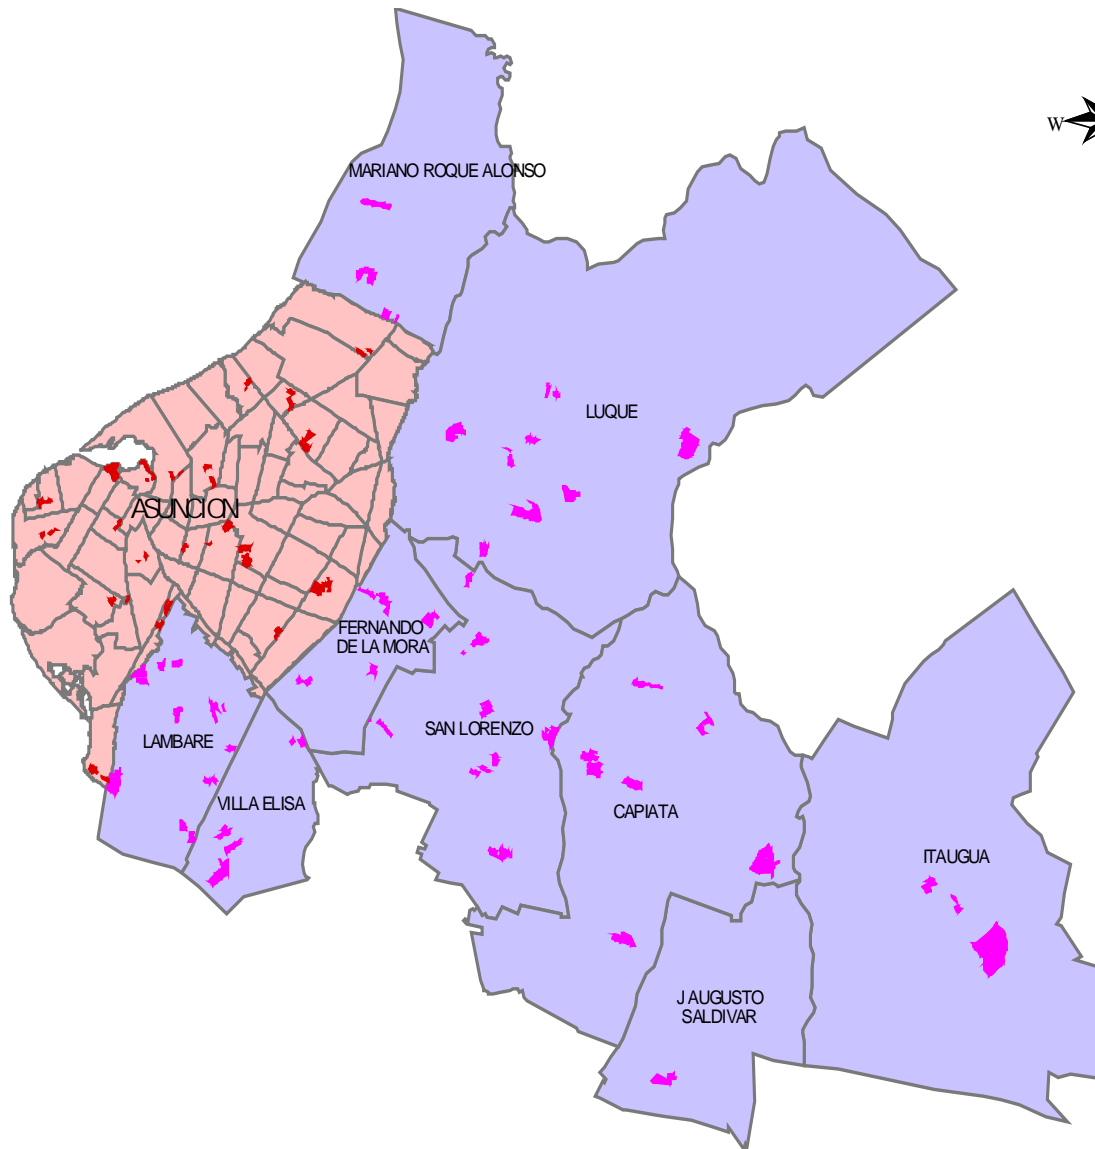 W
MARIANO ROQUE ALONSO
LUQUE
ASUNCION
FERNANDO
DE LA MORA
SAN LORENZO
LAMBARE
VILLA ELISA
CAPIATA
ITAUGUA
J AUGUSTO
SALDIVAR